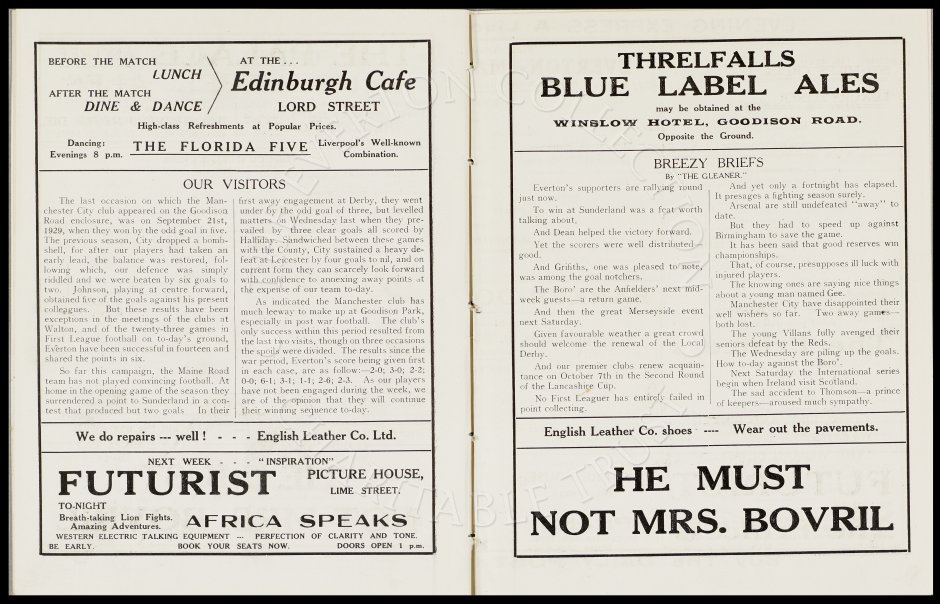 BEFORE THE MATCH
LUNCH
AFTER THE MATCH
DINE & DANCE
AT THE...
Edinburgh Cafe
LORD STREET
High-class Refreshments at Popular Prices.
Dancing:
Evenings 8 p.m.
THE FLORIDA FIVE
Liverpool's Well-known
Combination.
OUR VISITORS
The last occasion on which the Man-
chester City club appeared on the Goodison
Road enclosure, was on September 21st,
1929, when they won by the odd goal in five.
The previous season, City dropped a bomb-
shell, for after our players had taken an
early lead, the balance was restored, fol-
lowing which, our defence was simply
riddled and we were beaten by six goals to
two. Johnson, playing at centre forward,
obtained five of the goals against his present
colleagues. But these results have been
exceptions in the meetings of the clubs at
Walton, and of the twenty-three games in
First League football on to-day's ground,
Everton have been successful in fourteen and
shared the points in six.
So far this campaign, the Maine Road
team has not played convincing football. At
home in the opening game of the season they
surrendered a point to Sunderland in a con-
test that produced but two goals In their
first away engagement at Derby, they went
under by the odd goal of three, but levelled
matters on Wednesday last when they pre-
vailed by three clear goals all scored by
Halliday. Sandwiched between these games
with the County, City sustained a heavy de-
feat at Leicester by four goals to nil, and on
current form they can scarcely look forward
with confidence to annexing away points at
the expense of our team to-day.
As indicated the Manchester club has
much leeway to make up at Goodison Park,
especially in post war football. The club's
only success within this period resulted from
the last two visits, though on three occasions
the spoils were divided. The results since the
war period, Everton's score being given first
in each case, are as follow:—2-0; 3-0; 2-2;
0-0; 6-1; 3-1; 1-1; 2-6; 2-3. As our players
have not been engaged during the week, we
are of the opinion that they will continue
their winning sequence to-day.
We do repairs --- well ! - - - English Leather Co. Ltd.
NEXT WEEK - - - "INSPIRATION"
FUTURIST
PICTURE HOUSE,
LIME STREET.
TO-NIGHT
Breath-taking Lion Fights.
Amazing Adventures.
AFRICA SPEAKS
WESTERN ELECTRIC TALKING EQUIPMENT --- PERFECTION OF CLARITY AND TONE.
BE EARLY. BOOK YOUR SEATS NOW. DOORS OPEN 1 p.m.
THRELFALLS
BLUE LABEL ALES
may be obtained at the
WINSLOW HOTEL, GOODISON ROAD.
Opposite the Ground.
BREEZY BRIEFS
By "THE GLEANER."
Everton's supporters are rallying round
just now.
To win at Sunderland was a feat worth
talking about.
And Dean helped the victory forward.
Yet the scorers were well distributed
good.
And Griffiths, one was pleased to note,
was among the goal notchers.
The Boro' are the Anfielders' next mid-
week guests—a return game.
And then the great Merseyside event
next Saturday.
Given favourable weather a great crowd
should welcome the renewal of the Local
Derby.
And our premier clubs renew acquain-
tance on October 7th in the Second Round
of the Lancashire Cup.
No First Leaguer has entirely failed in
point collecting.
And yet only a fortnight has elapsed.
It presages a fighting season surely.
Arsenal are still undefeated "away" to
date.
But they had to speed up against
Birmingham to save the game.
It has been said that good reserves win
championships.
That, of course, presupposes ill luck with
injured players.
The knowing ones are saying nice things
about a young man named Gee.
Manchester City have disappointed their
well wishers so far. Two away games—
both lost.
The young Villans fully avenged their
seniors defeat by the Reds.
The Wednesday are piling up the goals.
How to-day against the Boro'.
Next Saturday the International series
begin when Ireland visit Scotland.
The sad accident to Thomson—a prince
of keepers—aroused much sympathy.
English Leather Co. shoes ---- Wear out the pavements.
HE MUST
NOT MRS. BOVRIL